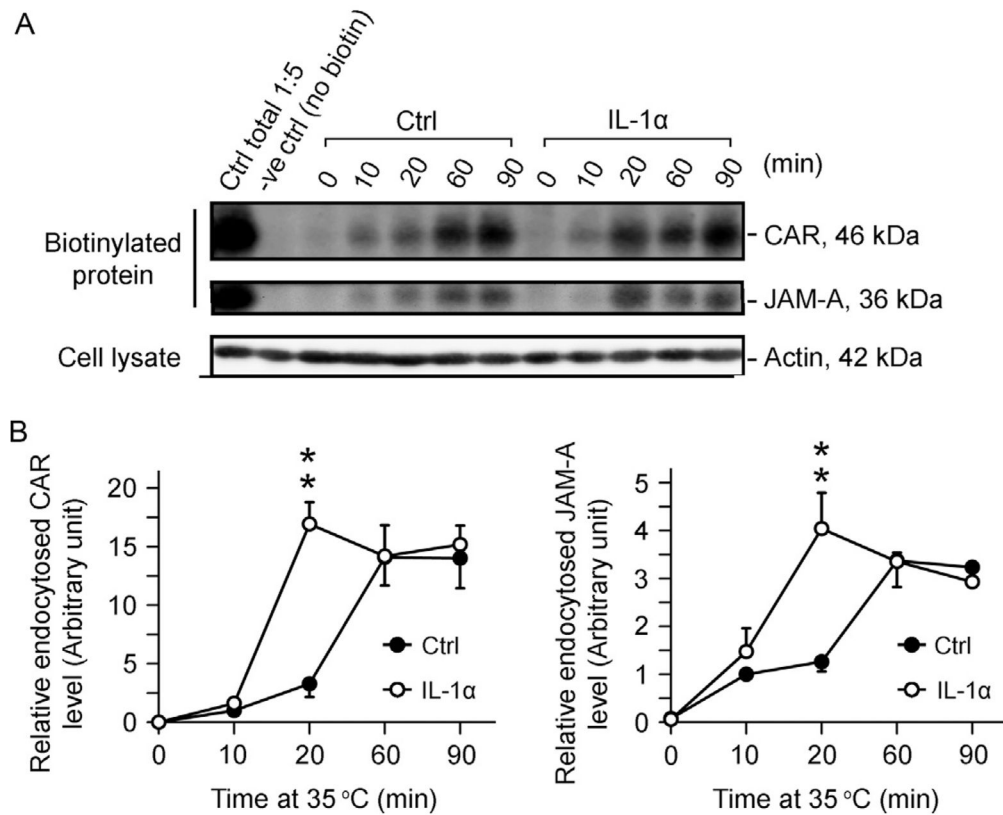 A
Ctrl total 1:5
-ve ctrl (no biotin)
Ctrl
IL-1α
0 10 20 60 90 0 10 20 60 90 (min)
Biotinylated
protein
- CAR, 46 kDa
- JAM-A, 36 kDa
Cell lysate
- Actin, 42 kDa
B
Relative endocytosed CAR
level (Arbitrary unit)
20
15
10
5
0
**
Ctrl
IL-1α
0 10 20 60 90
Time at 35 °C (min)
Relative endocytosed JAM-A
level (Arbitrary unit)
5
4
3
2
1
0
**
Ctrl
IL-1α
0 10 20 60 90
Time at 35 °C (min)